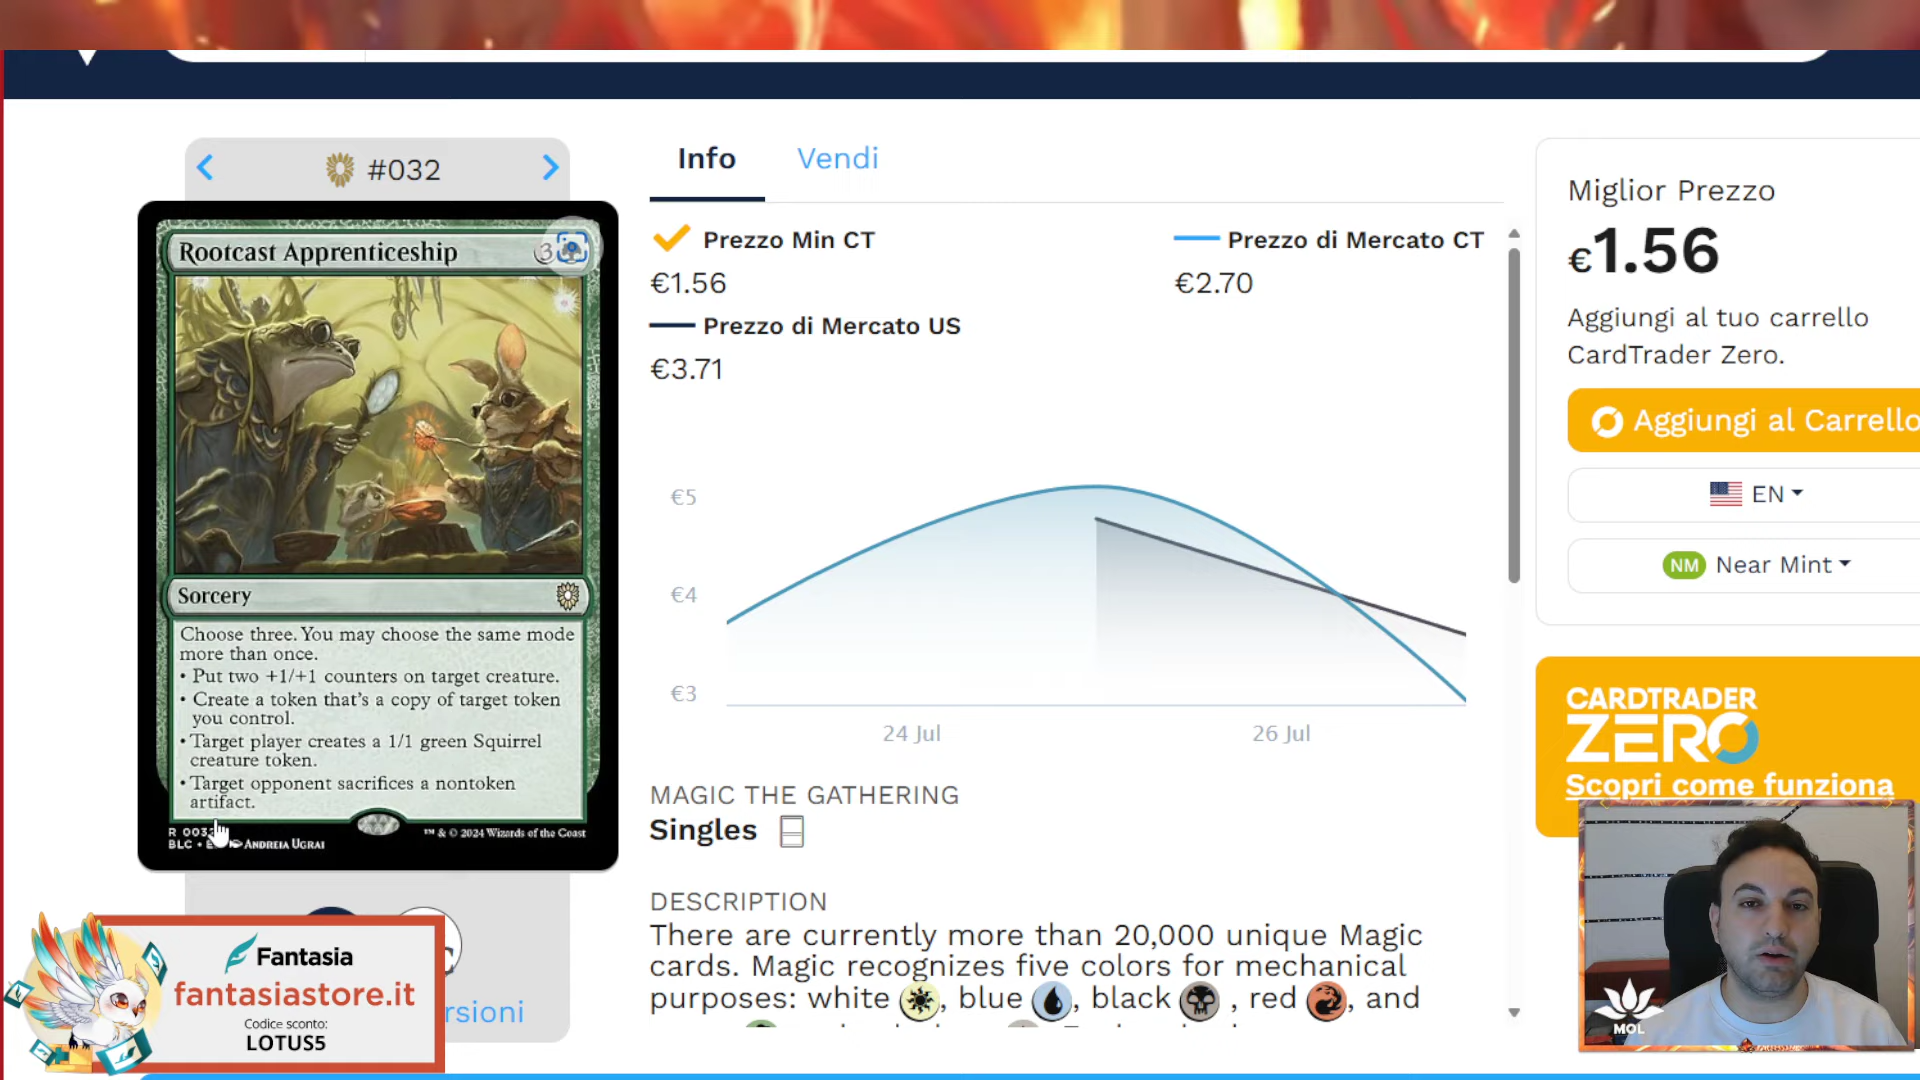 #032
Info
Vendi
Miglior Prezzo
€1.56
Aggiungi al tuo carrello
CardTrader Zero.
Aggiungi al Carrello
EN
NM Near Mint
CARDTRADER
ZERO
Scopri come funziona
Prezzo Min CT
€1.56
Prezzo di Mercato CT
€2.70
Prezzo di Mercato US
€3.71
€5
€4
€3
24 Jul
26 Jul
MAGIC THE GATHERING
Singles
DESCRIPTION
There are currently more than 20,000 unique Magic
cards. Magic recognizes five colors for mechanical
purposes: white , blue , black , red , and
Rootcast Apprenticeship
3
Sorcery
Choose three. You may choose the same mode
more than once.
• Put two +1/+1 counters on target creature.
• Create a token that's a copy of target token
you control.
• Target player creates a 1/1 green Squirrel
creature token.
• Target opponent sacrifices a nontoken
artifact.
R 0032
BLC • ANDREIA UGRAI
™ & © 2024 Wizards of the Coast
Fantasia
fantasiastore.it
Codice sconto:
LOTUS5
rsioni
MOL